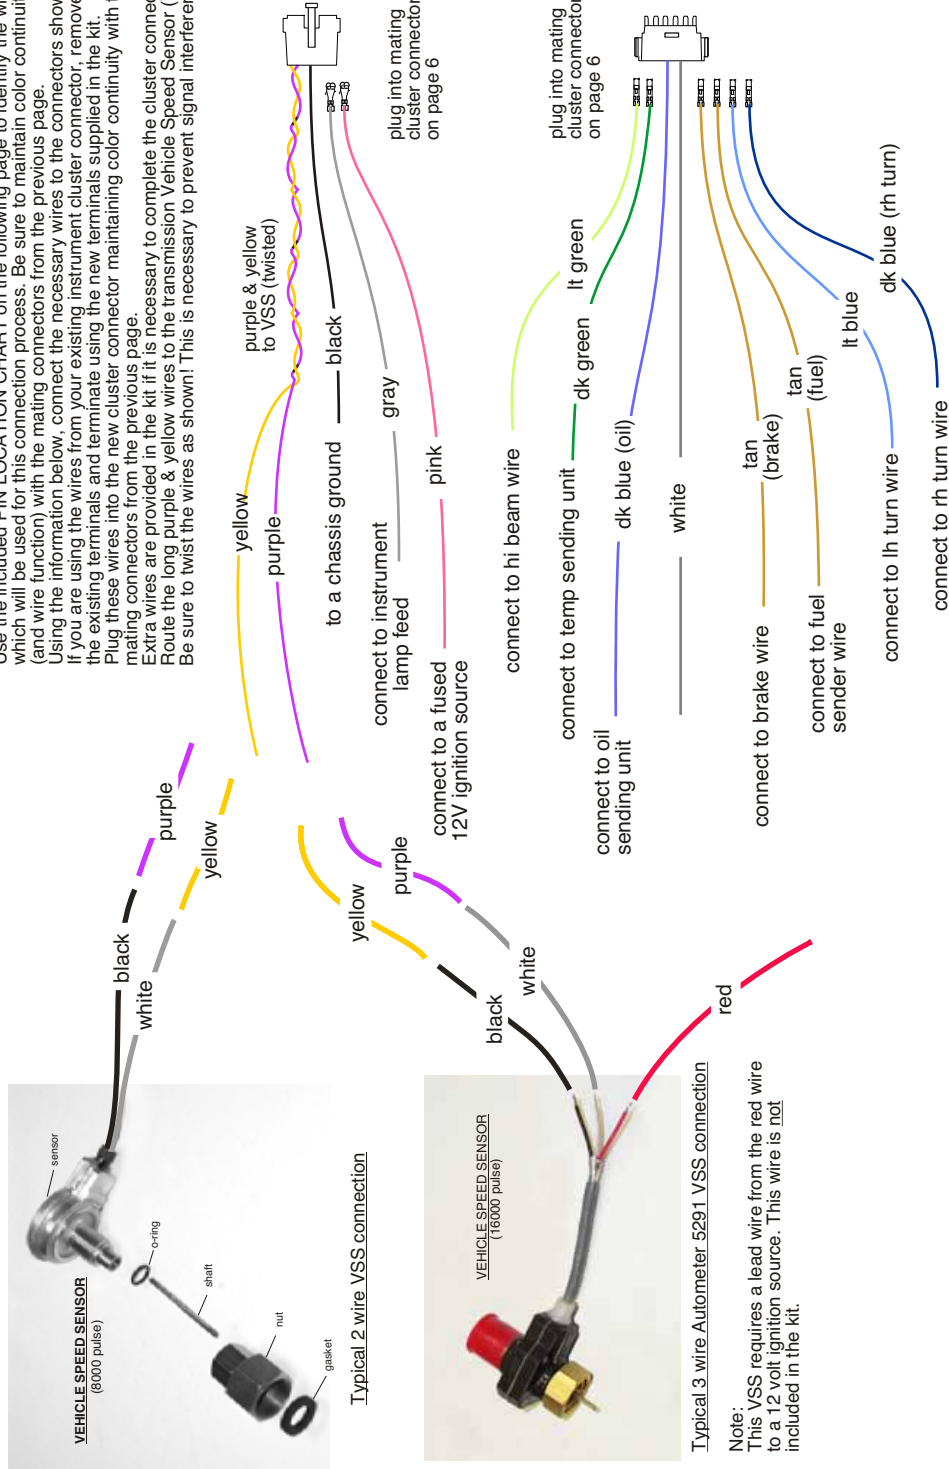 Use the included PIN LOCATION CHART on the following page to identify the
which will be used for this connection process. Be sure to maintain color
(and wire function) with the mating connectors from the previous page.
Using the information below, connect the necessary wires to the connectors
If you are using the wires from your existing instrument cluster connector,
the existing terminals and terminate using the new terminals supplied in the kit.
Plug these wires into the new cluster connector maintaining color continuity with
mating connectors from the previous page.
Extra wires are provided in the kit if it is necessary to complete the cluster
Route the long purple & yellow wires to the transmission Vehicle Speed Sensor
Be sure to twist the wires as shown! This is necessary to prevent signal
purple & yellow
to VSS (twisted)
plug into mating
cluster connector
on page 6
yellow
purple
black
to a chassis ground
gray
connect to instrument
lamp feed
pink
connect to a fused
12V ignition source
plug into mating
cluster connector
on page 6
lt green
connect to hi beam wire
dk green
connect to temp sending unit
dk blue (oil)
connect to oil
sending unit
white
tan
(brake)
connect to brake wire
tan
(fuel)
connect to fuel
sender wire
lt blue
connect to lh turn wire
dk blue (rh turn)
connect to rh turn wire
purple
yellow
black
white
VEHICLE SPEED SENSOR
(8000 pulse)
sensor
o-ring
shaft
nut
gasket
Typical 2 wire VSS connection
yellow
purple
black
white
red
VEHICLE SPEED SENSOR
(16000 pulse)
Typical 3 wire Autometer 5291 VSS connection
Note:
This VSS requires a lead wire from the red wire
to a 12 volt ignition source. This wire is not
included in the kit.